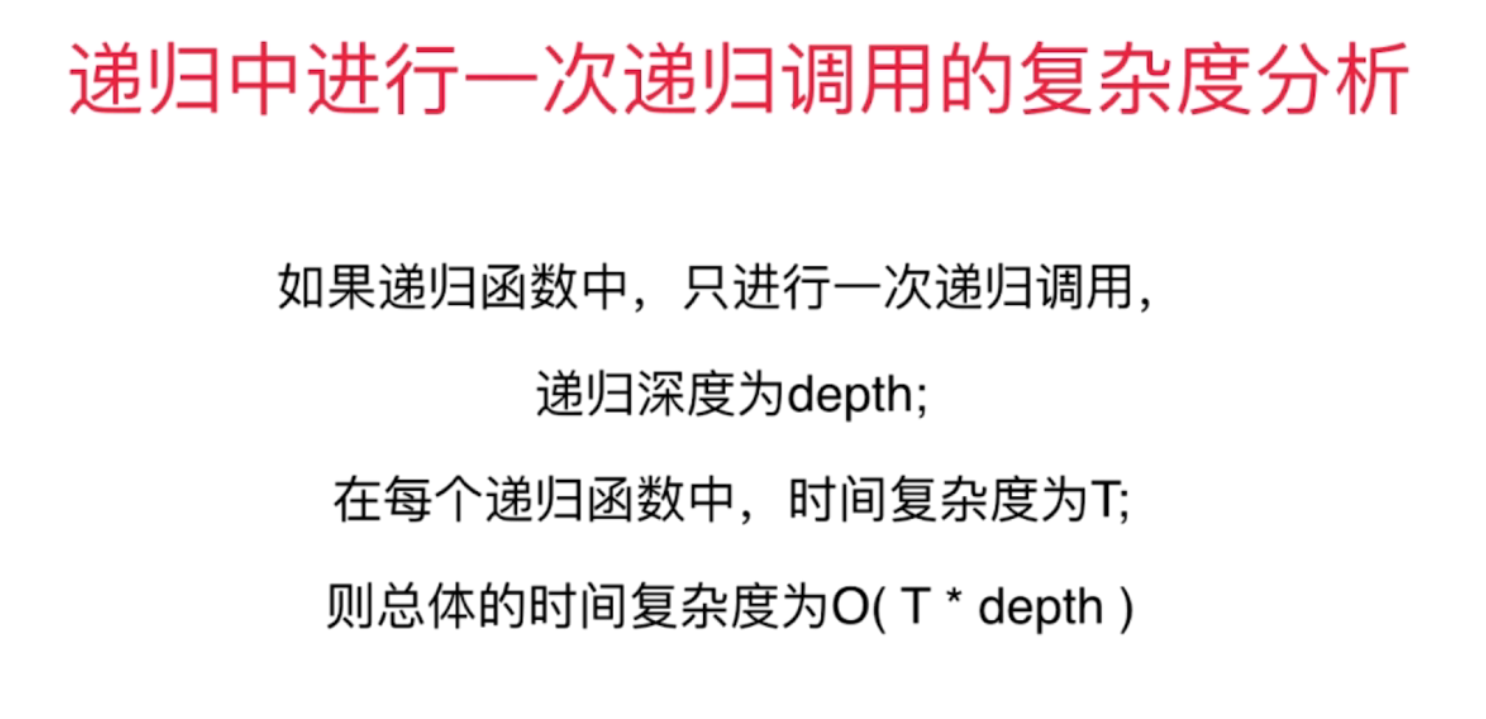 递归中进行一次递归调用的复杂度分析
如果递归函数中，只进行一次递归调用，
递归深度为depth;
在每个递归函数中，时间复杂度为T;
则总体的时间复杂度为O( T * depth )